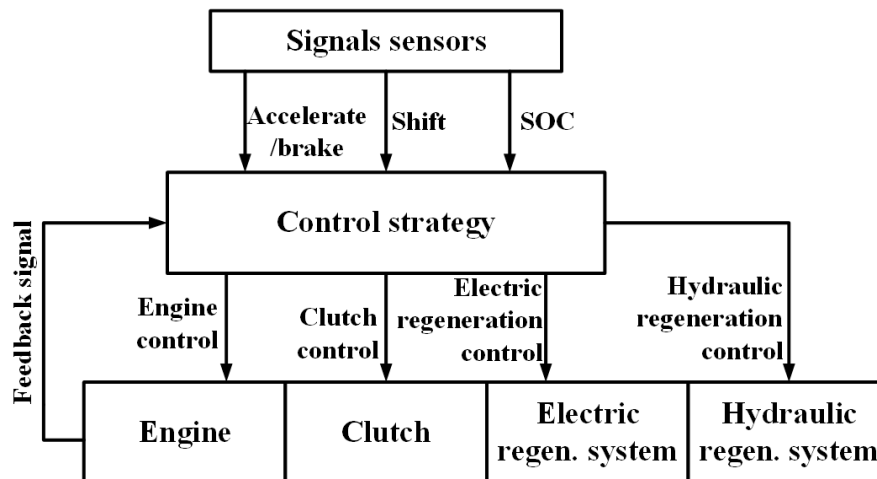 Signals sensors
Accelerate
/brake
Shift
SOC
Control strategy
Feedback signal
Engine
control
Clutch
control
Electric
regeneration
control
Hydraulic
regeneration
control
Engine
Clutch
Electric
regen. system
Hydraulic
regen. system